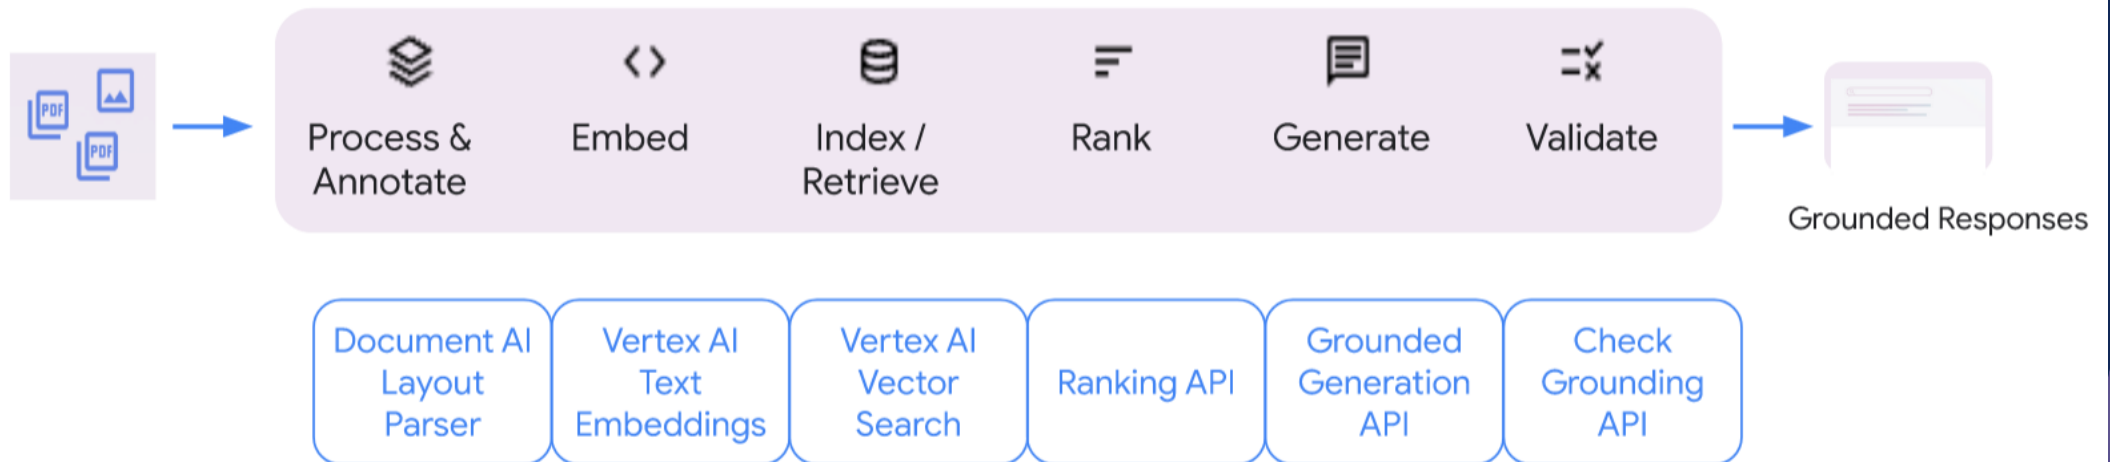 PDF
PDF
Process &
Annotate
Embed
Index /
Retrieve
Rank
Generate
Validate
Grounded Responses
Document AI
Layout
Parser
Vertex AI
Text
Embeddings
Vertex AI
Vector
Search
Ranking API
Grounded
Generation
API
Check
Grounding
API